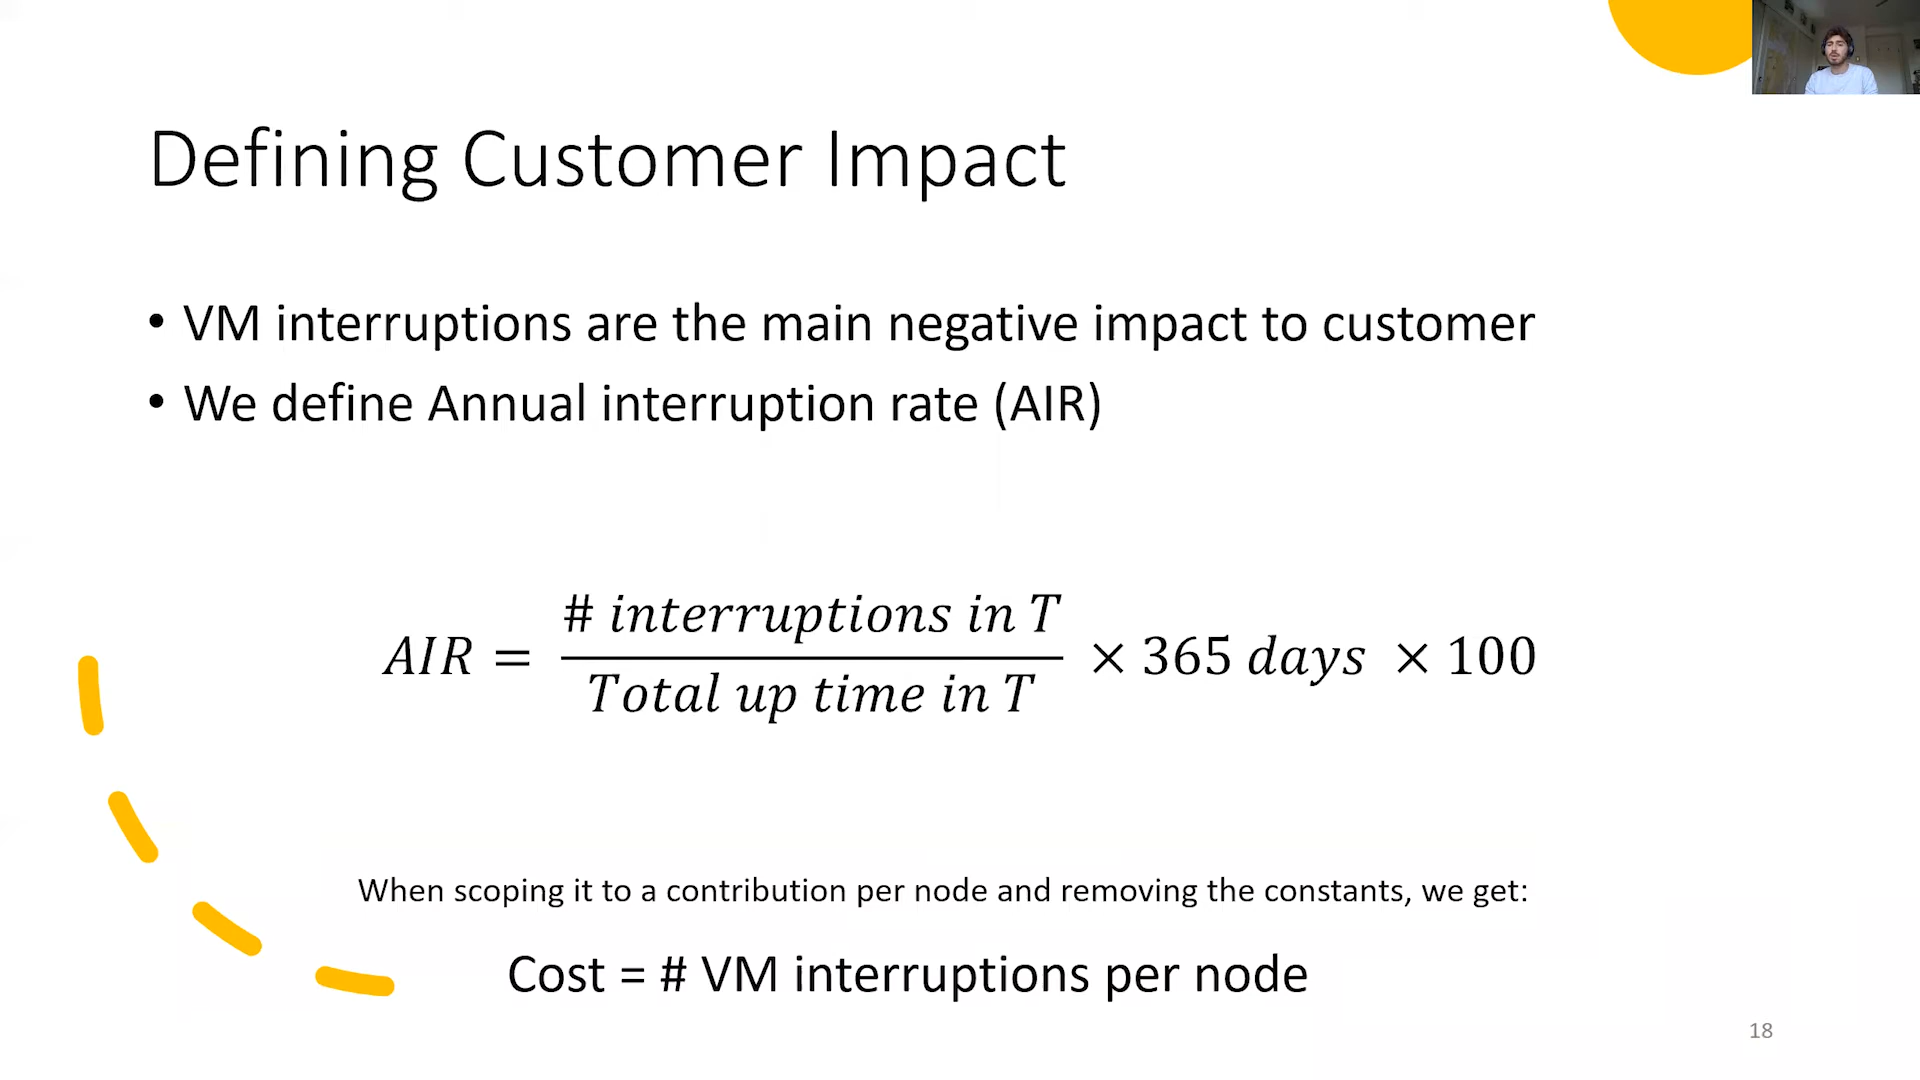 Defining Customer Impact
• VM interruptions are the main negative impact to customer
• We define Annual interruption rate (AIR)
AIR = # interruptions in T / Total up time in T × 365 days × 100
When scoping it to a contribution per node and removing the constants, we get:
Cost = # VM interruptions per node
18